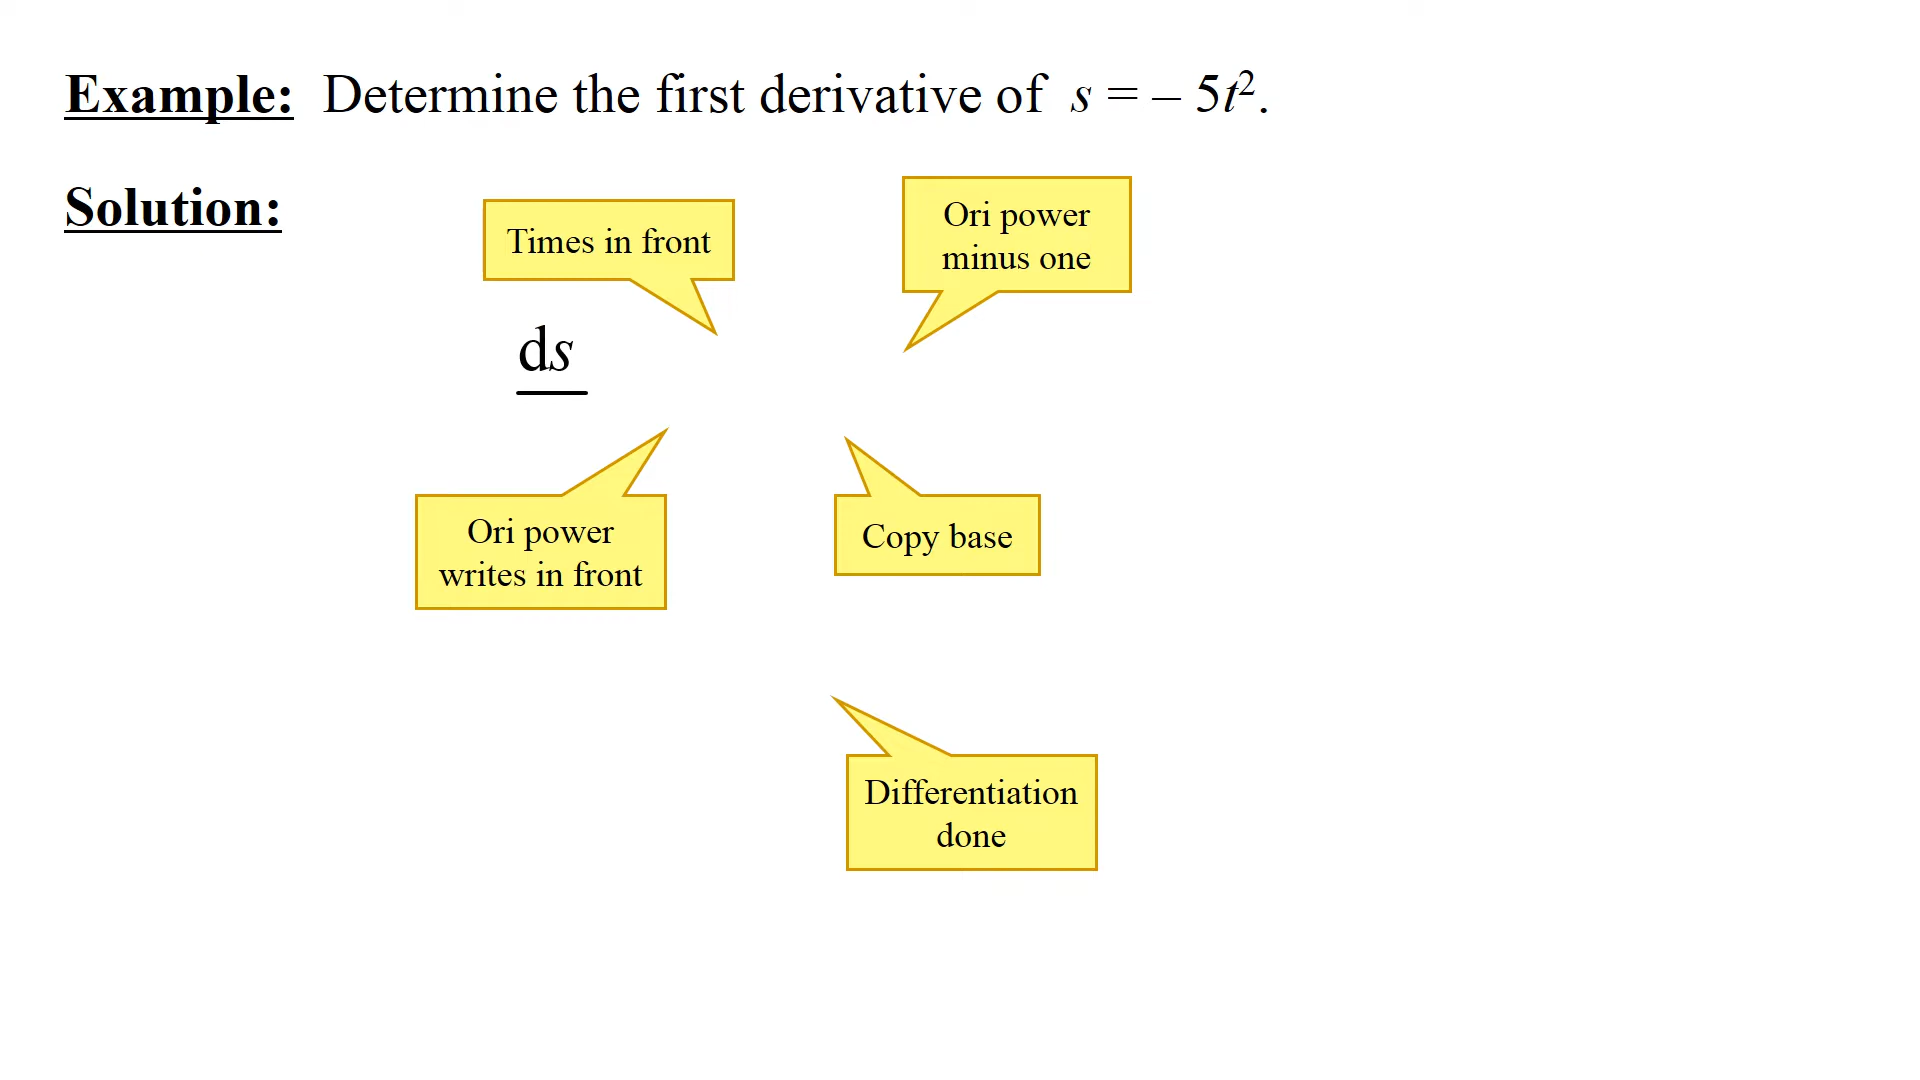 Example: Determine the first derivative of s = – 5t².
Solution:
Times in front
Ori power
minus one
ds
Ori power
writes in front
Copy base
Differentiation
done